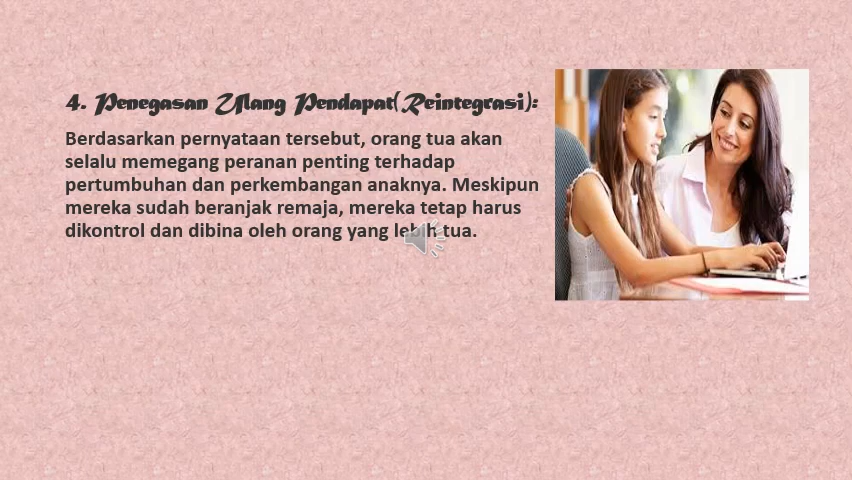 4. Penegasan Ulang Pendapat(Reintegrasi):
Berdasarkan pernyataan tersebut, orang tua akan
selalu memegang peranan penting terhadap
pertumbuhan dan perkembangan anaknya. Meskipun
mereka sudah beranjak remaja, mereka tetap harus
dikontrol dan dibina oleh orang yang lebih tua.